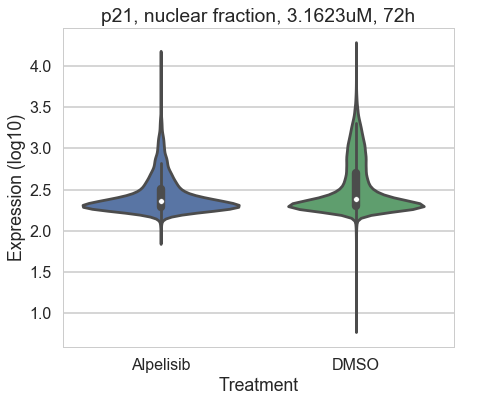 p21, nuclear fraction, 3.1623uM, 72h
Expression (log10)
4.0
3.5
3.0
2.5
2.0
1.5
1.0
Alpelisib DMSO
Treatment